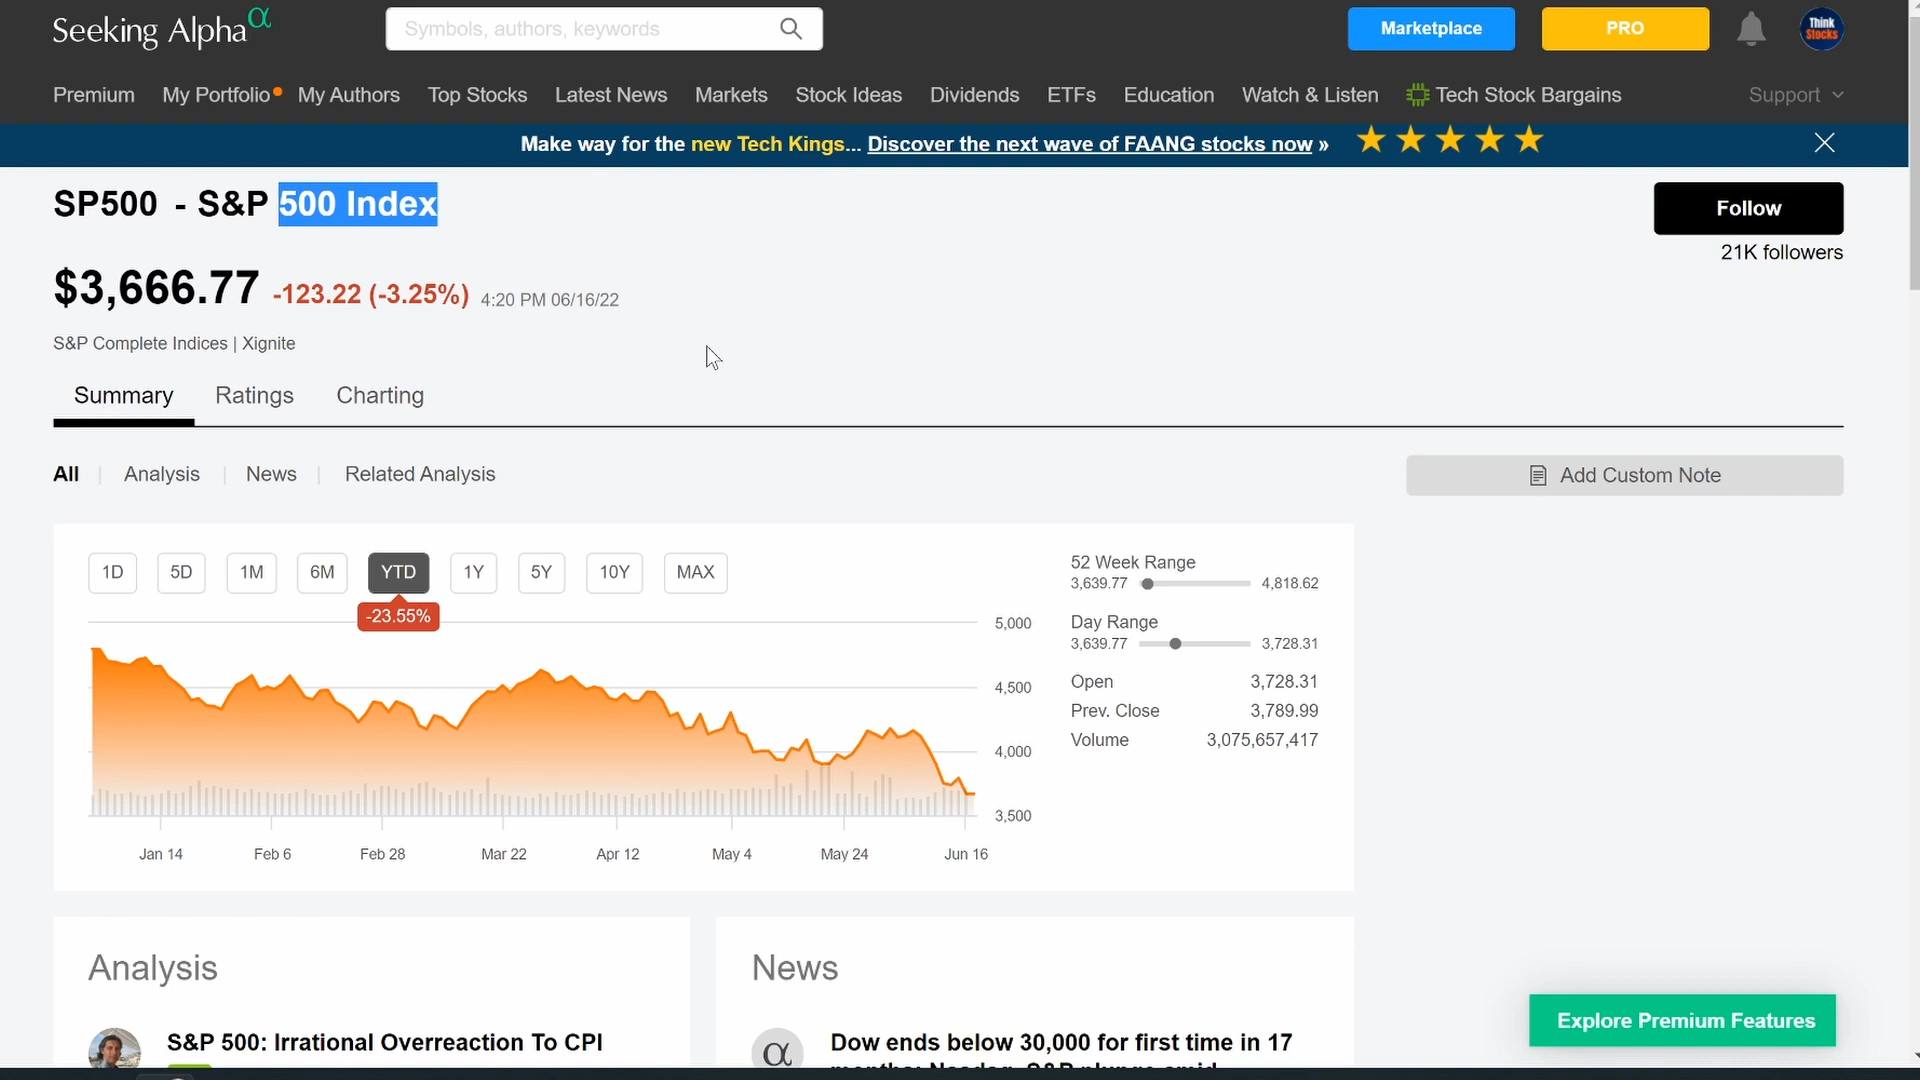 Seeking Alpha α
Symbols, authors, keywords
Marketplace
PRO
Think
Stocks
Premium My Portfolio My Authors Top Stocks Latest News Markets Stock Ideas Dividends ETFs Education Watch & Listen Tech Stock Bargains Support
Make way for the new Tech Kings... Discover the next wave of FAANG stocks now »
SP500 - S&P 500 Index
Follow
21K followers
$3,666.77 -123.22 (-3.25%) 4:20 PM 06/16/22
S&P Complete Indices | Xignite
Summary Ratings Charting
All | Analysis | News | Related Analysis
Add Custom Note
1D 5D 1M 6M YTD 1Y 5Y 10Y MAX
-23.55%
5,000
4,500
4,000
3,500
Jan 14 Feb 6 Feb 28 Mar 22 Apr 12 May 4 May 24 Jun 16
52 Week Range
3,639.77 4,818.62
Day Range
3,639.77 3,728.31
Open 3,728.31
Prev. Close 3,789.99
Volume 3,075,657,417
Analysis
S&P 500: Irrational Overreaction To CPI
News
α
Dow ends below 30,000 for first time in 17
months; Nasdaq, S&P plunge amid
Explore Premium Features